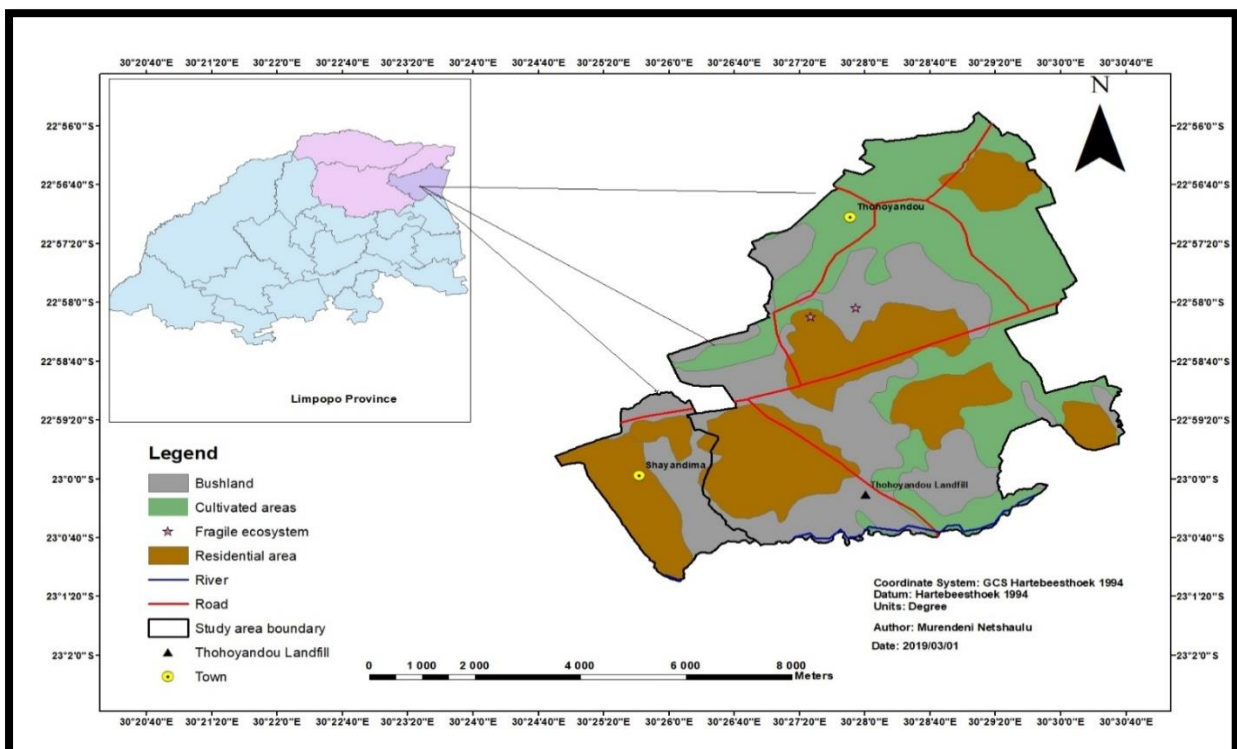 30°20'40"E 30°21'20"E 30°22'0"E 30°22'40"E 30°23'20"E 30°24'0"E 30°24'40"E 30°25'20"E 30°26'0"E 30°26'40"E 30°27'20"E 30°28'0"E 30°28'40"E 30°29'20"E 30°30'0"E 30°30'40"E
N
22°56'0"S
22°56'0"S
22°56'40"S
22°56'40"S
Thohoyandou
22°57'20"S
22°57'20"S
22°58'0"S
22°58'0"S
22°58'40"S
22°58'40"S
Limpopo Province
22°59'20"S
22°59'20"S
Shayandima
23°0'0"S
23°0'0"S
Thohoyandou Landfill
23°0'40"S
23°0'40"S
23°1'20"S
23°1'20"S
23°2'0"S
23°2'0"S
Legend
Bushland
Cultivated areas
Fragile ecosystem
Residential area
River
Road
Study area boundary
Thohoyandou Landfill
Town
Coordinate System: GCS Hartebeesthoek 1994
Datum: Hartebeesthoek 1994
Units: Degree
Author: Murendeni Netshaulu
Date: 2019/03/01
0 1 000 2 000 4 000 6 000 8 000
Meters
30°20'40"E 30°21'20"E 30°22'0"E 30°22'40"E 30°23'20"E 30°24'0"E 30°24'40"E 30°25'20"E 30°26'0"E 30°26'40"E 30°27'20"E 30°28'0"E 30°28'40"E 30°29'20"E 30°30'0"E 30°30'40"E